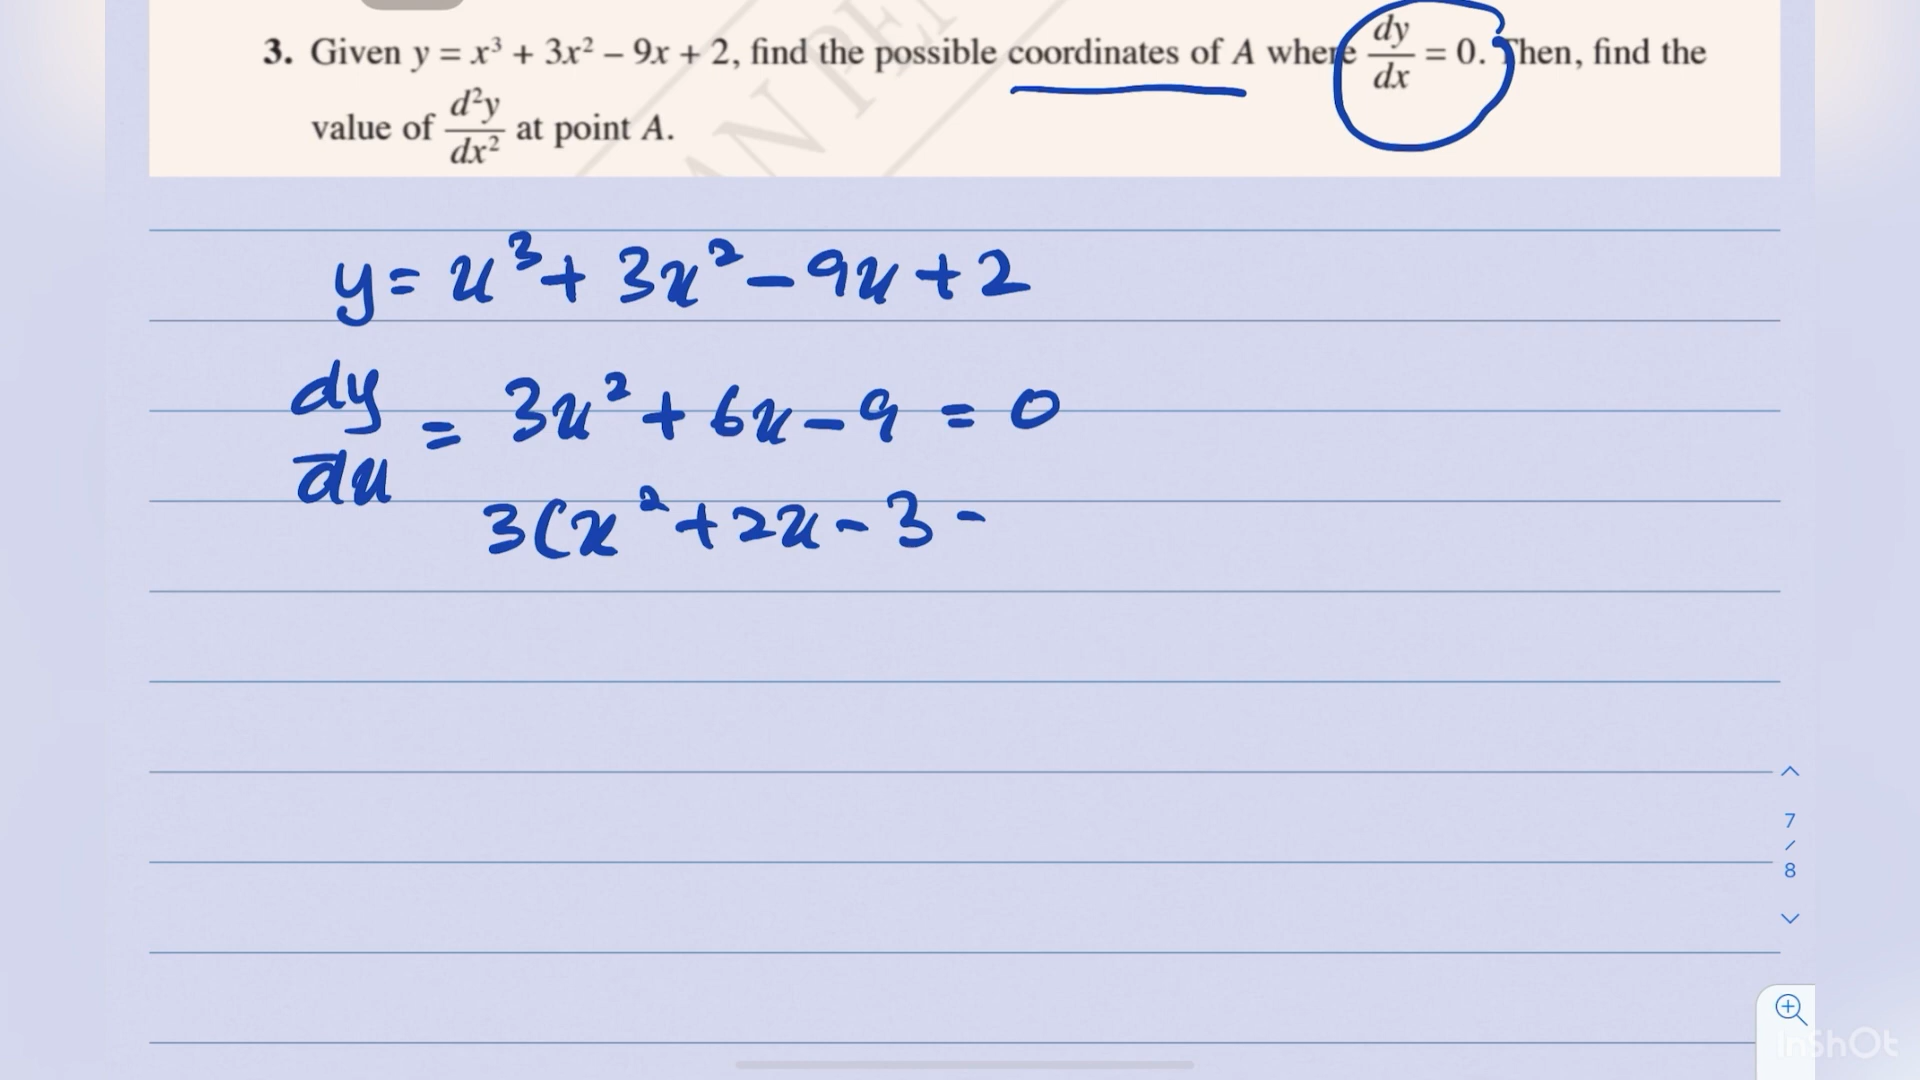 3. Given y = x³ + 3x² – 9x + 2, find the possible coordinates of A where dy/dx = 0. Then, find the
value of d²y/dx² at point A.
y = x³ + 3x² – 9x + 2
dy/dx = 3x² + 6x – 9 = 0
3(x² + 2x – 3 -
7
/
8
InShOt